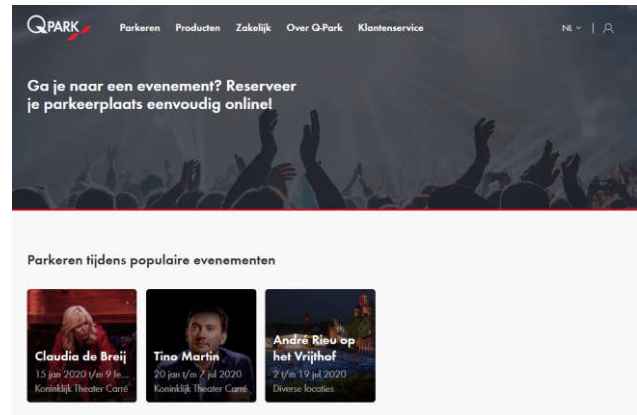 QPARK
Parkeren Producten Zakelijk Over Q-Park Klantenservice NL
Ga je naar een evenement? Reserveer
je parkeerplaats eenvoudig online!
Parkeren tijdens populaire evenementen
Claudia de Breij
15 jan 2020 t/m 9 fe...
Koninklijk Theater Carré
Tino Martin
20 jan t/m 7 jul 2020
Koninklijk Theater Carré
André Rieu op
het Vrijthof
2 t/m 19 jul 2020
Diverse locaties